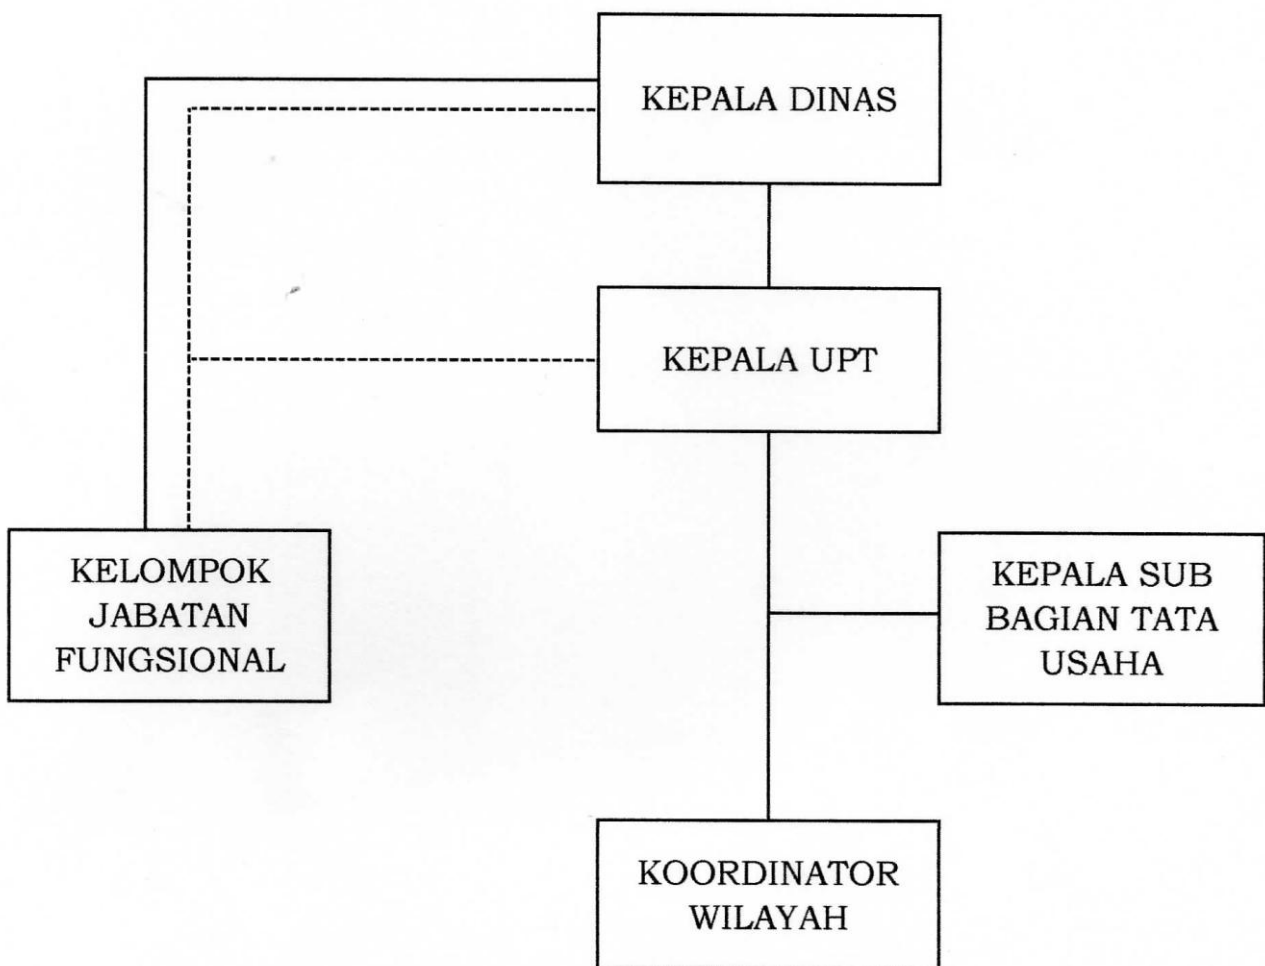 KEPALA DINAS
KEPALA UPT
KELOMPOK
JABATAN
FUNGSIONAL
KEPALA SUB
BAGIAN TATA
USAHA
KOORDINATOR
WILAYAH